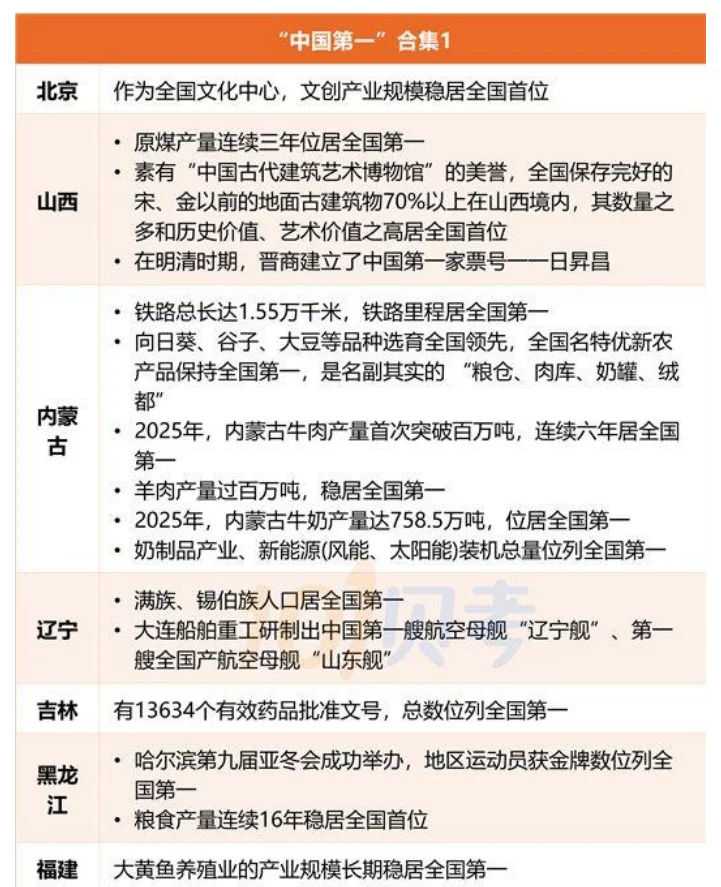 “中国第一”合集1
北京
作为全国文化中心，文创产业规模稳居全国首位
山西
• 原煤产量连续三年位居全国第一
• 素有“中国古代建筑艺术博物馆”的美誉，全国保存完好的
宋、金以前的地面古建筑物70%以上在山西境内，其数量之
多和历史价值、艺术价值之高居全国首位
• 在明清时期，晋商建立了中国第一家票号——日昇昌
内蒙
古
• 铁路总长达1.55万千米，铁路里程居全国第一
• 向日葵、谷子、大豆等品种选育全国领先，全国名特优新农
产品保持全国第一，是名副其实的 “粮仓、肉库、奶罐、绒
都”
• 2025年，内蒙古牛肉产量首次突破百万吨，连续六年居全国
第一
• 羊肉产量过百万吨，稳居全国第一
• 2025年，内蒙古牛奶产量达758.5万吨，位居全国第一
• 奶制品产业、新能源(风能、太阳能)装机总量位列全国第一
辽宁
• 满族、锡伯族人口居全国第一
• 大连船舶重工研制出中国第一艘航空母舰“辽宁舰”、第一
艘全国产航空母舰“山东舰”
101贝考
吉林
有13634个有效药品批准文号，总数位列全国第一
黑龙
江
• 哈尔滨第九届亚冬会成功举办，地区运动员获金牌数位列全
国第一
• 粮食产量连续16年稳居全国首位
福建
大黄鱼养殖业的产业规模长期稳居全国第一